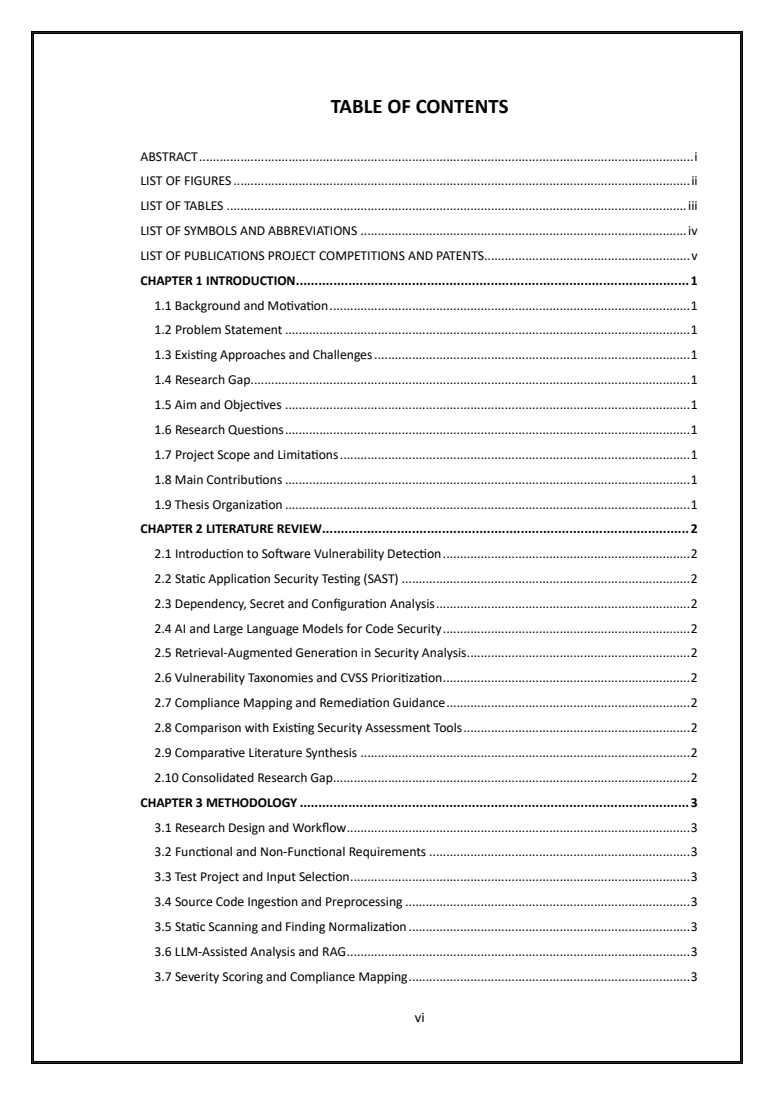 TABLE OF CONTENTS
ABSTRACT.....i
LIST OF FIGURES.....ii
LIST OF TABLES.....iii
LIST OF SYMBOLS AND ABBREVIATIONS.....iv
LIST OF PUBLICATIONS PROJECT COMPETITIONS AND PATENTS.....v
CHAPTER 1 INTRODUCTION.....1
1.1 Background and Motivation.....1
1.2 Problem Statement.....1
1.3 Existing Approaches and Challenges.....1
1.4 Research Gap.....1
1.5 Aim and Objectives.....1
1.6 Research Questions.....1
1.7 Project Scope and Limitations.....1
1.8 Main Contributions.....1
1.9 Thesis Organization.....1
CHAPTER 2 LITERATURE REVIEW.....2
2.1 Introduction to Software Vulnerability Detection.....2
2.2 Static Application Security Testing (SAST).....2
2.3 Dependency, Secret and Configuration Analysis.....2
2.4 AI and Large Language Models for Code Security.....2
2.5 Retrieval-Augmented Generation in Security Analysis.....2
2.6 Vulnerability Taxonomies and CVSS Prioritization.....2
2.7 Compliance Mapping and Remediation Guidance.....2
2.8 Comparison with Existing Security Assessment Tools.....2
2.9 Comparative Literature Synthesis.....2
2.10 Consolidated Research Gap.....2
CHAPTER 3 METHODOLOGY.....3
3.1 Research Design and Workflow.....3
3.2 Functional and Non-Functional Requirements.....3
3.3 Test Project and Input Selection.....3
3.4 Source Code Ingestion and Preprocessing.....3
3.5 Static Scanning and Finding Normalization.....3
3.6 LLM-Assisted Analysis and RAG.....3
3.7 Severity Scoring and Compliance Mapping.....3
vi